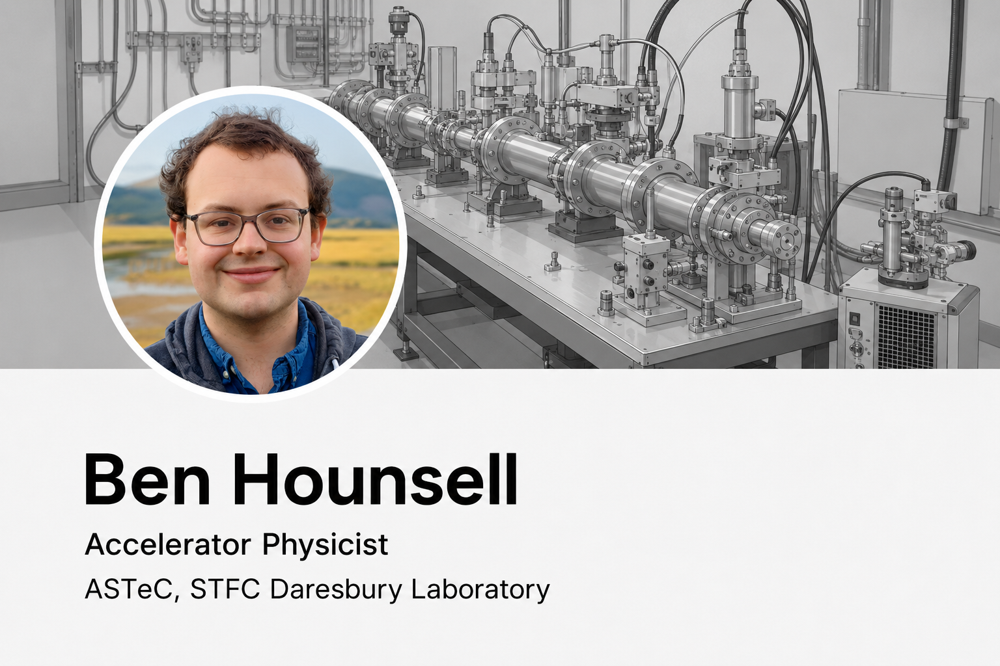 Ben Hounsell
Accelerator Physicist
ASTeC, STFC Daresbury Laboratory